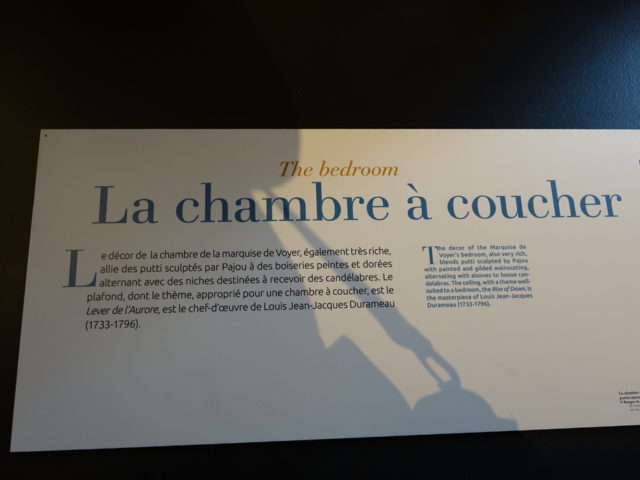 The bedroom
La chambre à coucher
Le décor de la chambre de la marquise de Voyer, également très riche,
allie des putti sculptés par Pajou à des boiseries peintes et dorées
alternant avec des niches destinées à recevoir des candélabres. Le
plafond, dont le thème, approprié pour une chambre à coucher, est le
Lever de l'Aurore, est le chef-d'œuvre de Louis Jean-Jacques Durameau
(1733-1796).
The decor of the Marquise de
Voyer's bedroom, also very rich,
blends putti sculpted by Pajou
with painted and gilded wainscoting,
alternating with alcoves to house can-
delabras. The ceiling, with a theme well-
suited to a bedroom, the Rise of Dawn, is
the masterpiece of Louis Jean-Jacques
Durameau (1733-1796).
La chambre